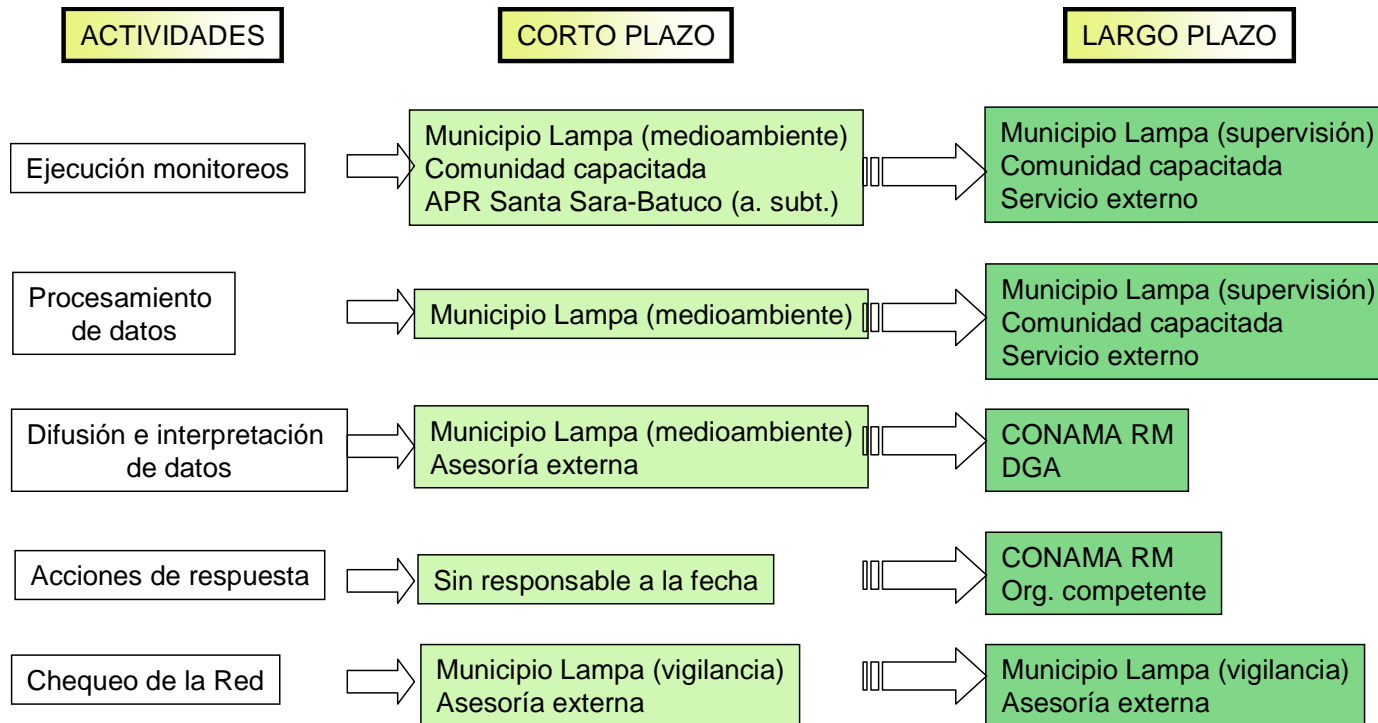 ACTIVIDADES
CORTO PLAZO
LARGO PLAZO
Ejecución monitoreos
Municipio Lampa (medioambiente)
Comunidad capacitada
APR Santa Sara-Batuco (a. subt.)
Municipio Lampa (supervisión)
Comunidad capacitada
Servicio externo
Procesamiento
de datos
Municipio Lampa (medioambiente)
Municipio Lampa (supervisión)
Comunidad capacitada
Servicio externo
Difusión e interpretación
de datos
Municipio Lampa (medioambiente)
Asesoría externa
CONAMA RM
DGA
Acciones de respuesta
Sin responsable a la fecha
CONAMA RM
Org. competente
Chequeo de la Red
Municipio Lampa (vigilancia)
Asesoría externa
Municipio Lampa (vigilancia)
Asesoría externa